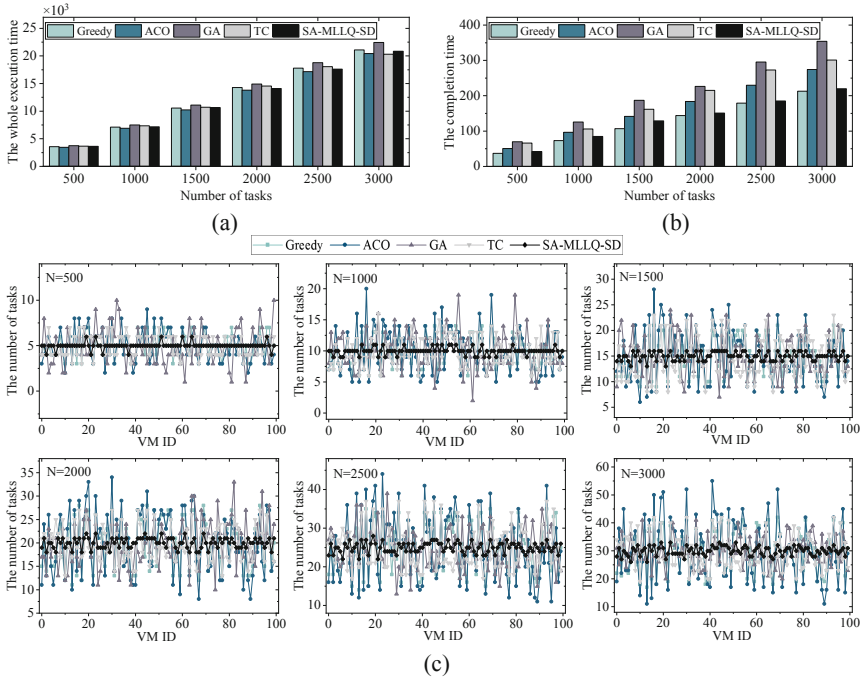 Greedy ACO GA TC SA-MLLQ-SD
25 ×10³
20
15
10
5
0
The whole execution time
500 1000 1500 2000 2500 3000
Number of tasks
(a)
Greedy ACO GA TC SA-MLLQ-SD
400
300
200
100
0
The completion time
500 1000 1500 2000 2500 3000
Number of tasks
(b)
Greedy ACO GA TC SA-MLLQ-SD
N=500
10
5
0
The number of tasks
0 20 40 60 80 100
VM ID
N=1000
20
15
10
5
0
The number of tasks
0 20 40 60 80 100
VM ID
N=1500
30
25
20
15
10
5
The number of tasks
0 20 40 60 80 100
VM ID
N=2000
35
30
25
20
15
10
5
The number of tasks
0 20 40 60 80 100
VM ID
N=2500
40
30
20
10
The number of tasks
0 20 40 60 80 100
VM ID
N=3000
60
50
40
30
20
10
The number of tasks
0 20 40 60 80 100
VM ID
(c)